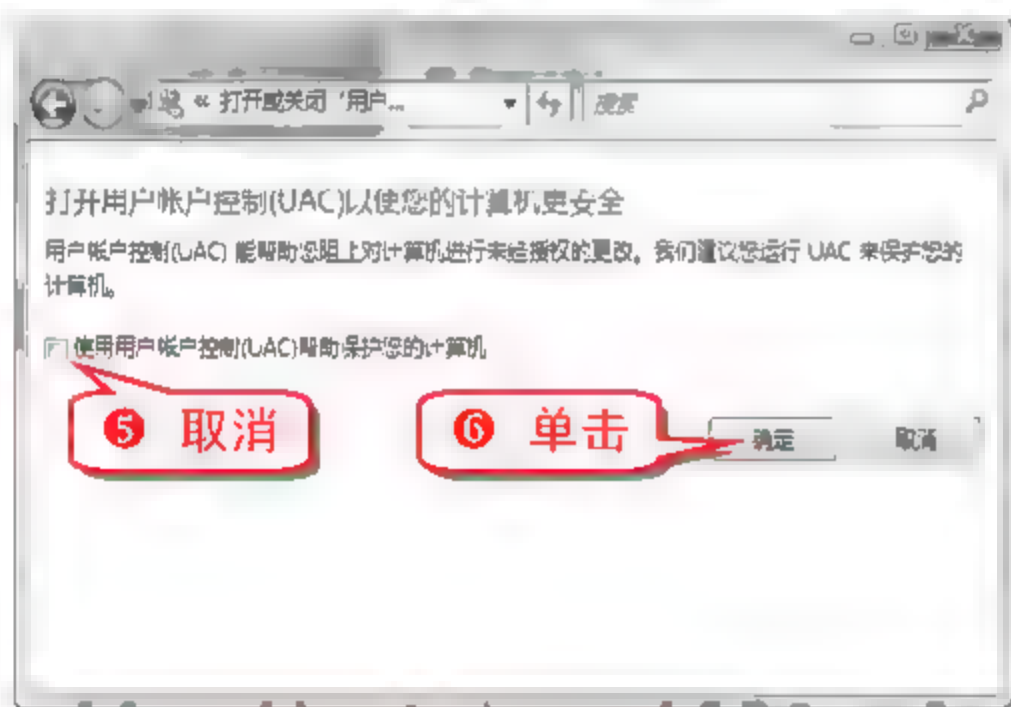 « 打开或关闭“用户... 搜索
打开用户帐户控制(UAC)以使您的计算机更安全
用户帐户控制(UAC) 能帮助您阻止对计算机进行未经授权的更改。我们建议您运行 UAC 来保护您的
计算机。
使用用户帐户控制(UAC)帮助保护您的计算机
❺ 取消
❻ 单击
确定 取消